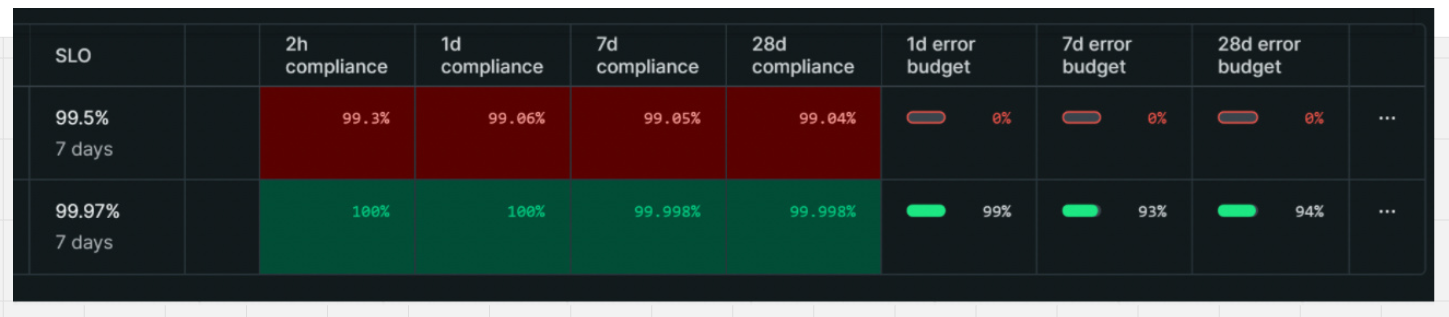 SLO
2h
compliance
1d
compliance
7d
compliance
28d
compliance
1d error
budget
7d error
budget
28d error
budget
99.5%
7 days
99.3%
99.06%
99.05%
99.04%
0%
0%
0%
...
99.97%
7 days
100%
100%
99.998%
99.998%
99%
93%
94%
...